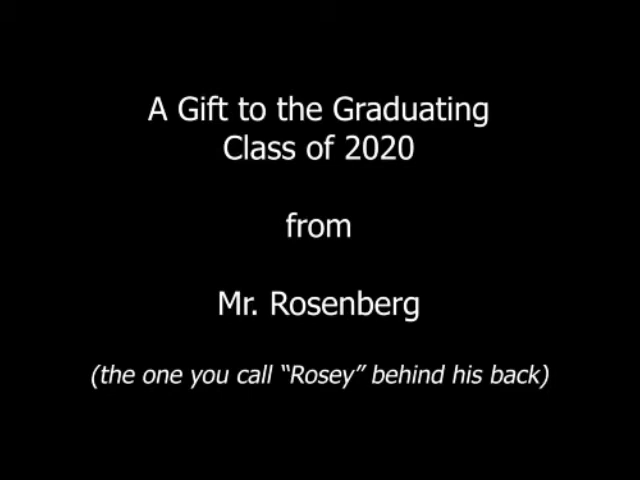 A Gift to the Graduating
Class of 2020
from
Mr. Rosenberg
(the one you call “Rosey” behind his back)